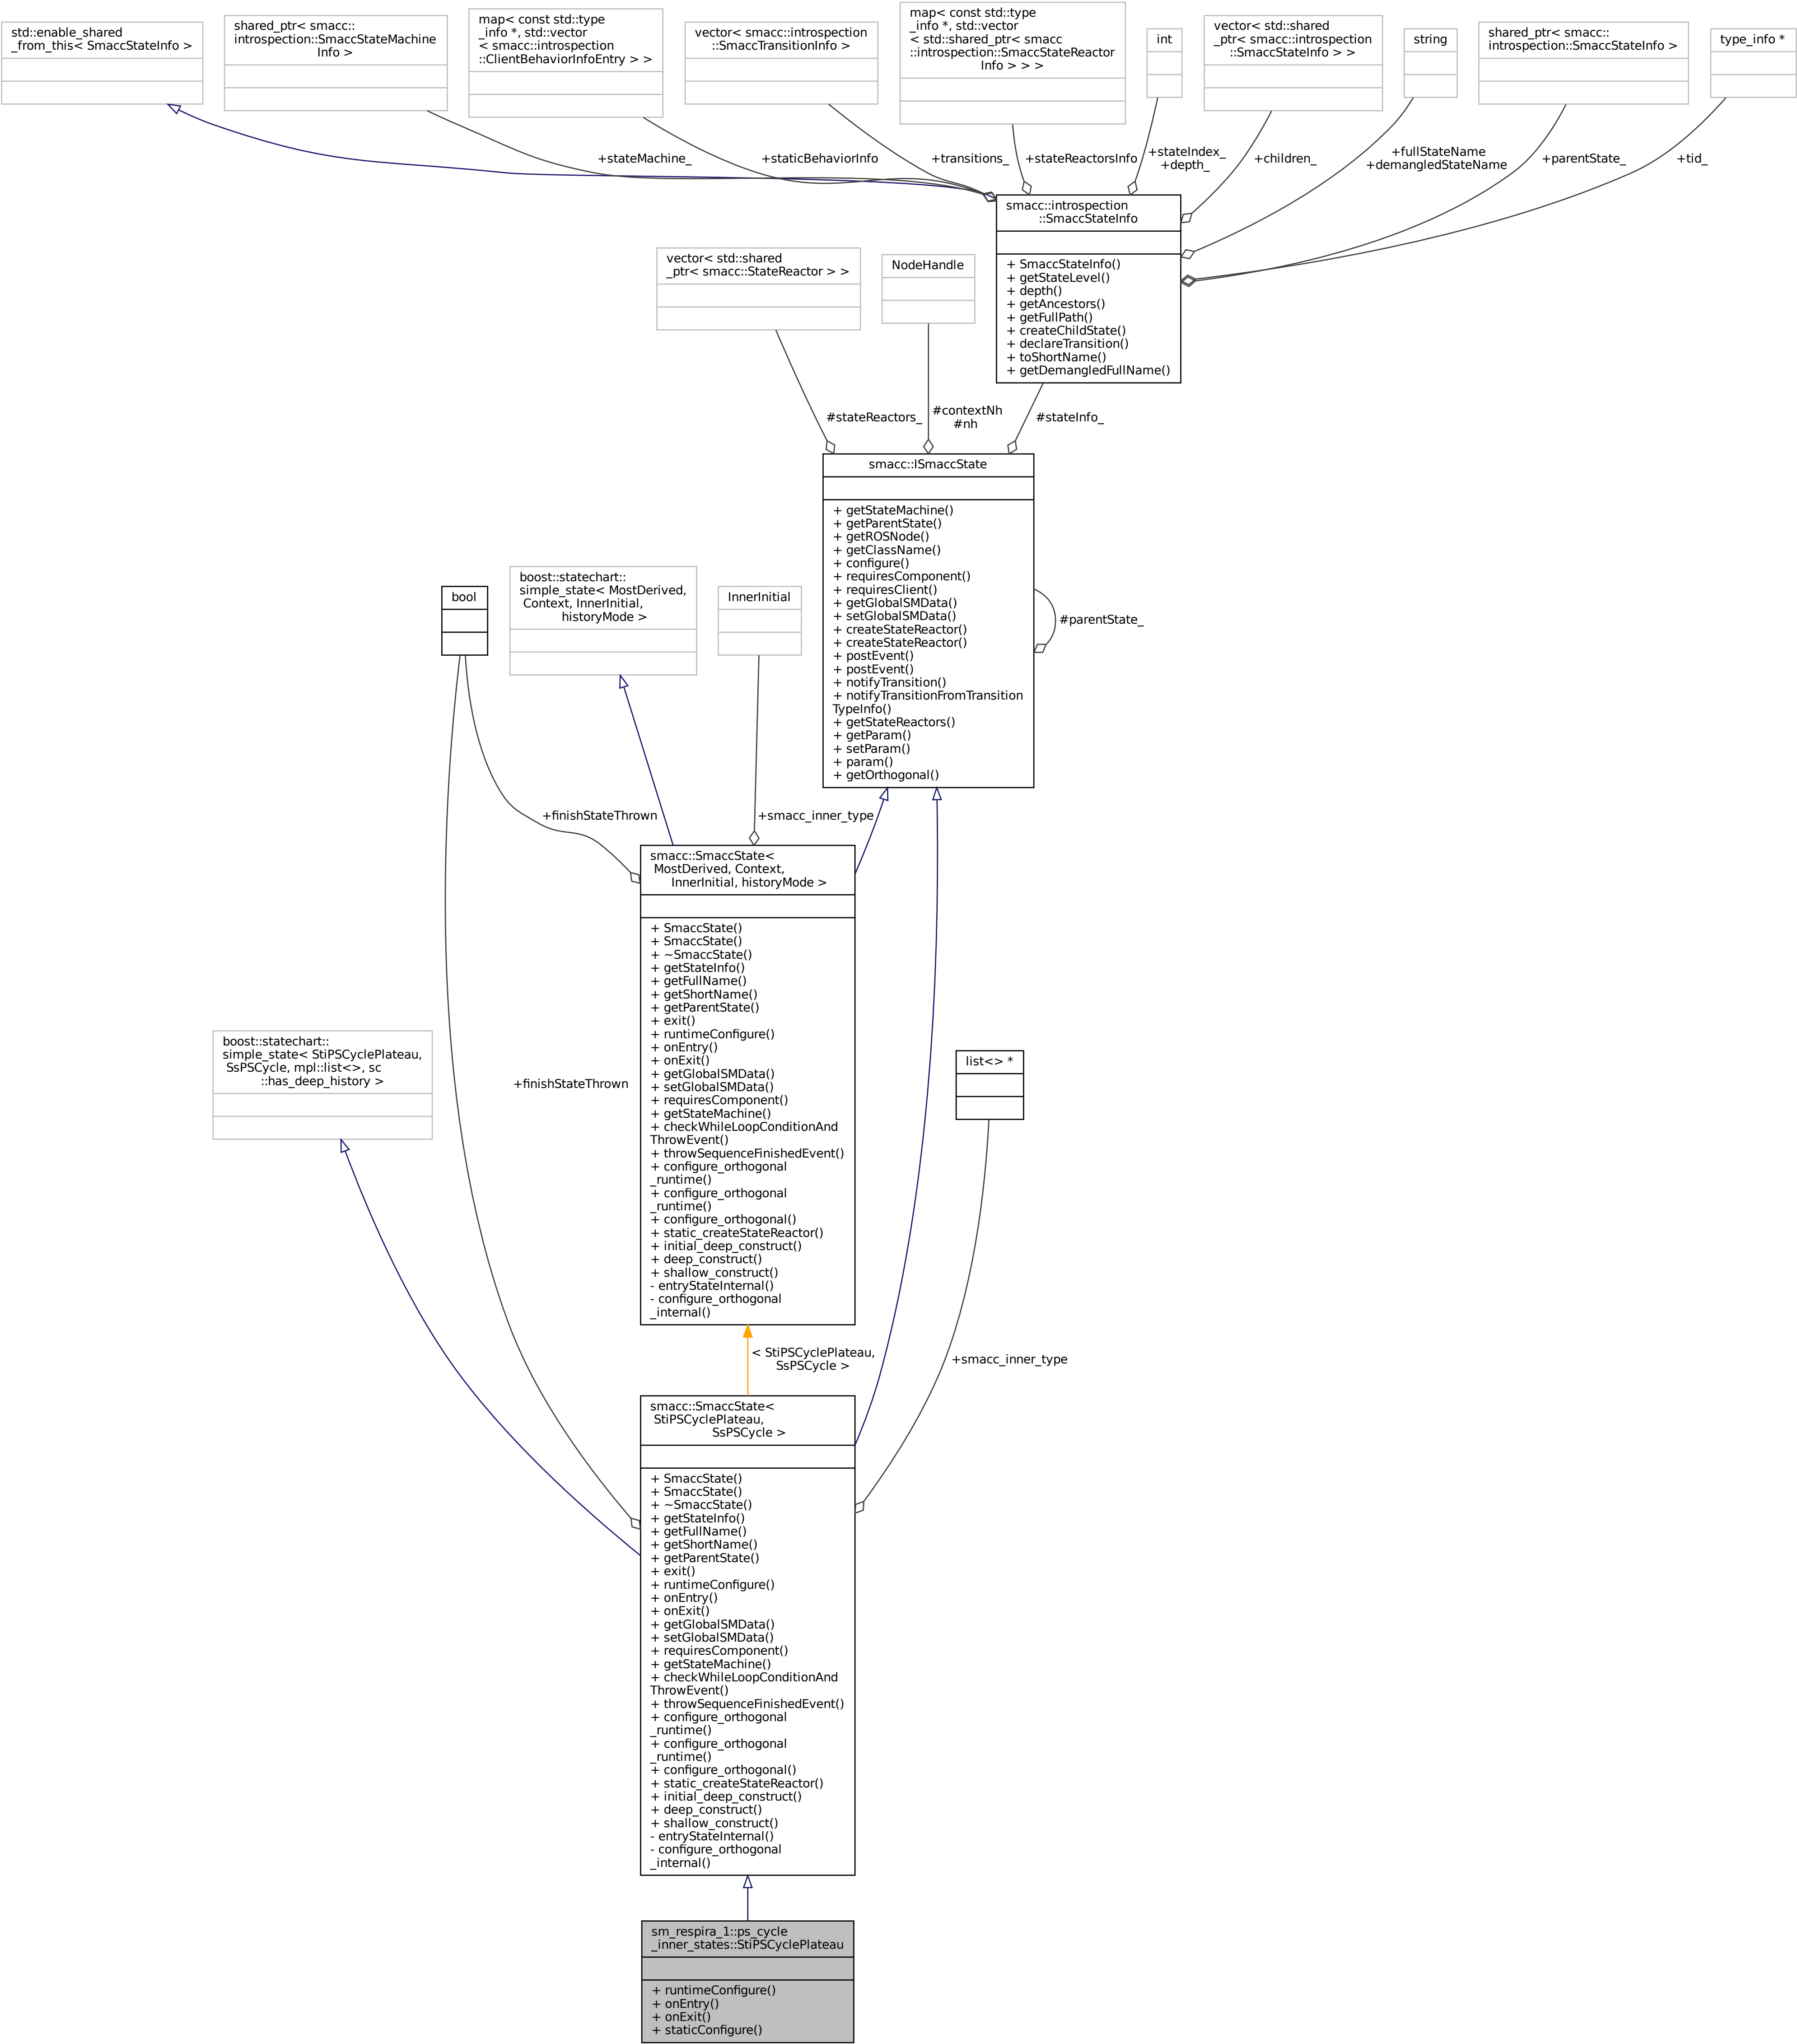 std::enable_shared
_from_this< SmaccStateInfo >
shared_ptr< smacc::
introspection::SmaccStateMachine
Info >
map< const std::type
_info *, std::vector
< smacc::introspection
::ClientBehaviorInfoEntry > >
vector< smacc::introspection
::SmaccTransitionInfo >
map< const std::type
_info *, std::vector
< std::shared_ptr< smacc
::introspection::SmaccStateReactor
Info > > >
int
vector< std::shared
_ptr< smacc::introspection
::SmaccStateInfo > >
string
shared_ptr< smacc::
introspection::SmaccStateInfo >
type_info *
+stateMachine_
+staticBehaviorInfo
+transitions_
+stateReactorsInfo
+stateIndex_
+depth_
+children_
+fullStateName
+demangledStateName
+parentState_
+tid_
smacc::introspection
::SmaccStateInfo
+ SmaccStateInfo()
+ getStateLevel()
+ depth()
+ getAncestors()
+ getFullPath()
+ createChildState()
+ declareTransition()
+ toShortName()
+ getDemangledFullName()
vector< std::shared
_ptr< smacc::StateReactor > >
NodeHandle
#stateReactors_
#contextNh
#nh
#stateInfo_
smacc::ISmaccState
+ getStateMachine()
+ getParentState()
+ getROSNode()
+ getClassName()
+ configure()
+ requiresComponent()
+ requiresClient()
+ getGlobalSMData()
+ setGlobalSMData()
+ createStateReactor()
+ createStateReactor()
+ postEvent()
+ postEvent()
+ notifyTransition()
+ notifyTransitionFromTransition
TypeInfo()
+ getStateReactors()
+ getParam()
+ setParam()
+ param()
+ getOrthogonal()
#parentState_
bool
boost::statechart::
simple_state< MostDerived,
Context, InnerInitial,
historyMode >
InnerInitial
+finishStateThrown
+smacc_inner_type
smacc::SmaccState<
MostDerived, Context,
InnerInitial, historyMode >
+ SmaccState()
+ SmaccState()
+ ~SmaccState()
+ getStateInfo()
+ getFullName()
+ getShortName()
+ getParentState()
+ exit()
+ runtimeConfigure()
+ onEntry()
+ onExit()
+ getGlobalSMData()
+ setGlobalSMData()
+ requiresComponent()
+ getStateMachine()
+ checkWhileLoopConditionAnd
ThrowEvent()
+ throwSequenceFinishedEvent()
+ configure_orthogonal
_runtime()
+ configure_orthogonal
_runtime()
+ configure_orthogonal()
+ static_createStateReactor()
+ initial_deep_construct()
+ deep_construct()
+ shallow_construct()
- entryStateInternal()
- configure_orthogonal
_internal()
boost::statechart::
simple_state< StiPSCyclePlateau,
SsPSCycle, mpl::list<>, sc
::has_deep_history >
+finishStateThrown
list<> *
< StiPSCyclePlateau,
SsPSCycle >
+smacc_inner_type
smacc::SmaccState<
StiPSCyclePlateau,
SsPSCycle >
+ SmaccState()
+ SmaccState()
+ ~SmaccState()
+ getStateInfo()
+ getFullName()
+ getShortName()
+ getParentState()
+ exit()
+ runtimeConfigure()
+ onEntry()
+ onExit()
+ getGlobalSMData()
+ setGlobalSMData()
+ requiresComponent()
+ getStateMachine()
+ checkWhileLoopConditionAnd
ThrowEvent()
+ throwSequenceFinishedEvent()
+ configure_orthogonal
_runtime()
+ configure_orthogonal
_runtime()
+ configure_orthogonal()
+ static_createStateReactor()
+ initial_deep_construct()
+ deep_construct()
+ shallow_construct()
- entryStateInternal()
- configure_orthogonal
_internal()
sm_respira_1::ps_cycle
_inner_states::StiPSCyclePlateau
+ runtimeConfigure()
+ onEntry()
+ onExit()
+ staticConfigure()